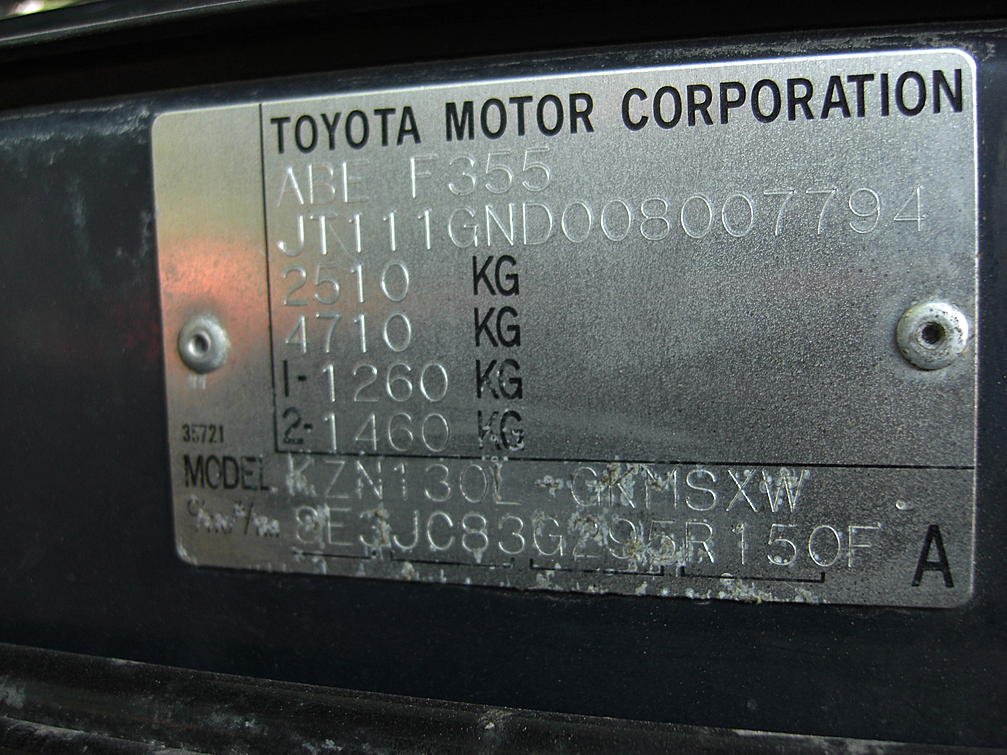 TOYOTA MOTOR CORPORATION
ABE F355
JT111GND008007794
2510 KG
4710 KG
1-1260 KG
2-1460 KG
35721
MODEL KZN130L-GKMSXW
8E3JC83G295R150F
A